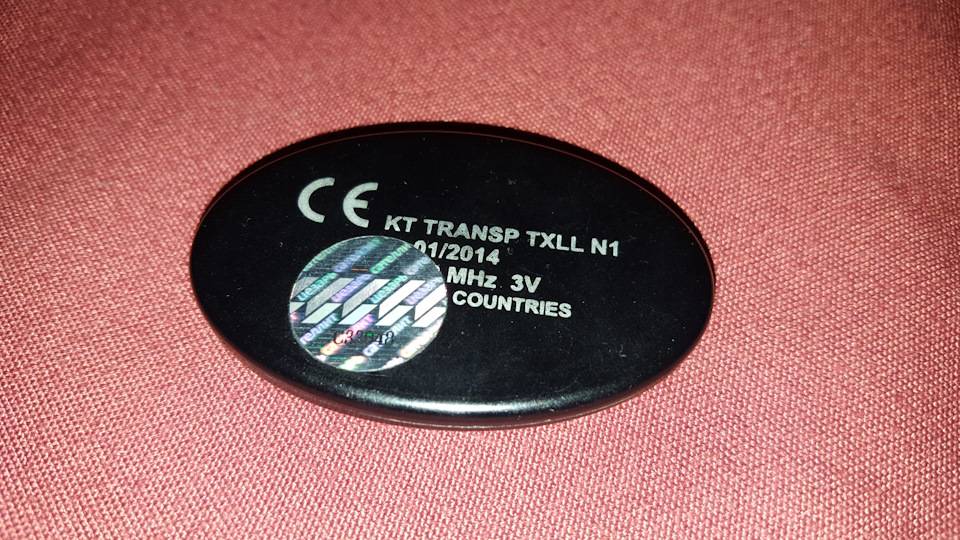 CE
KT TRANSP TXLL N1
01/2014
MHz 3V
COUNTRIES